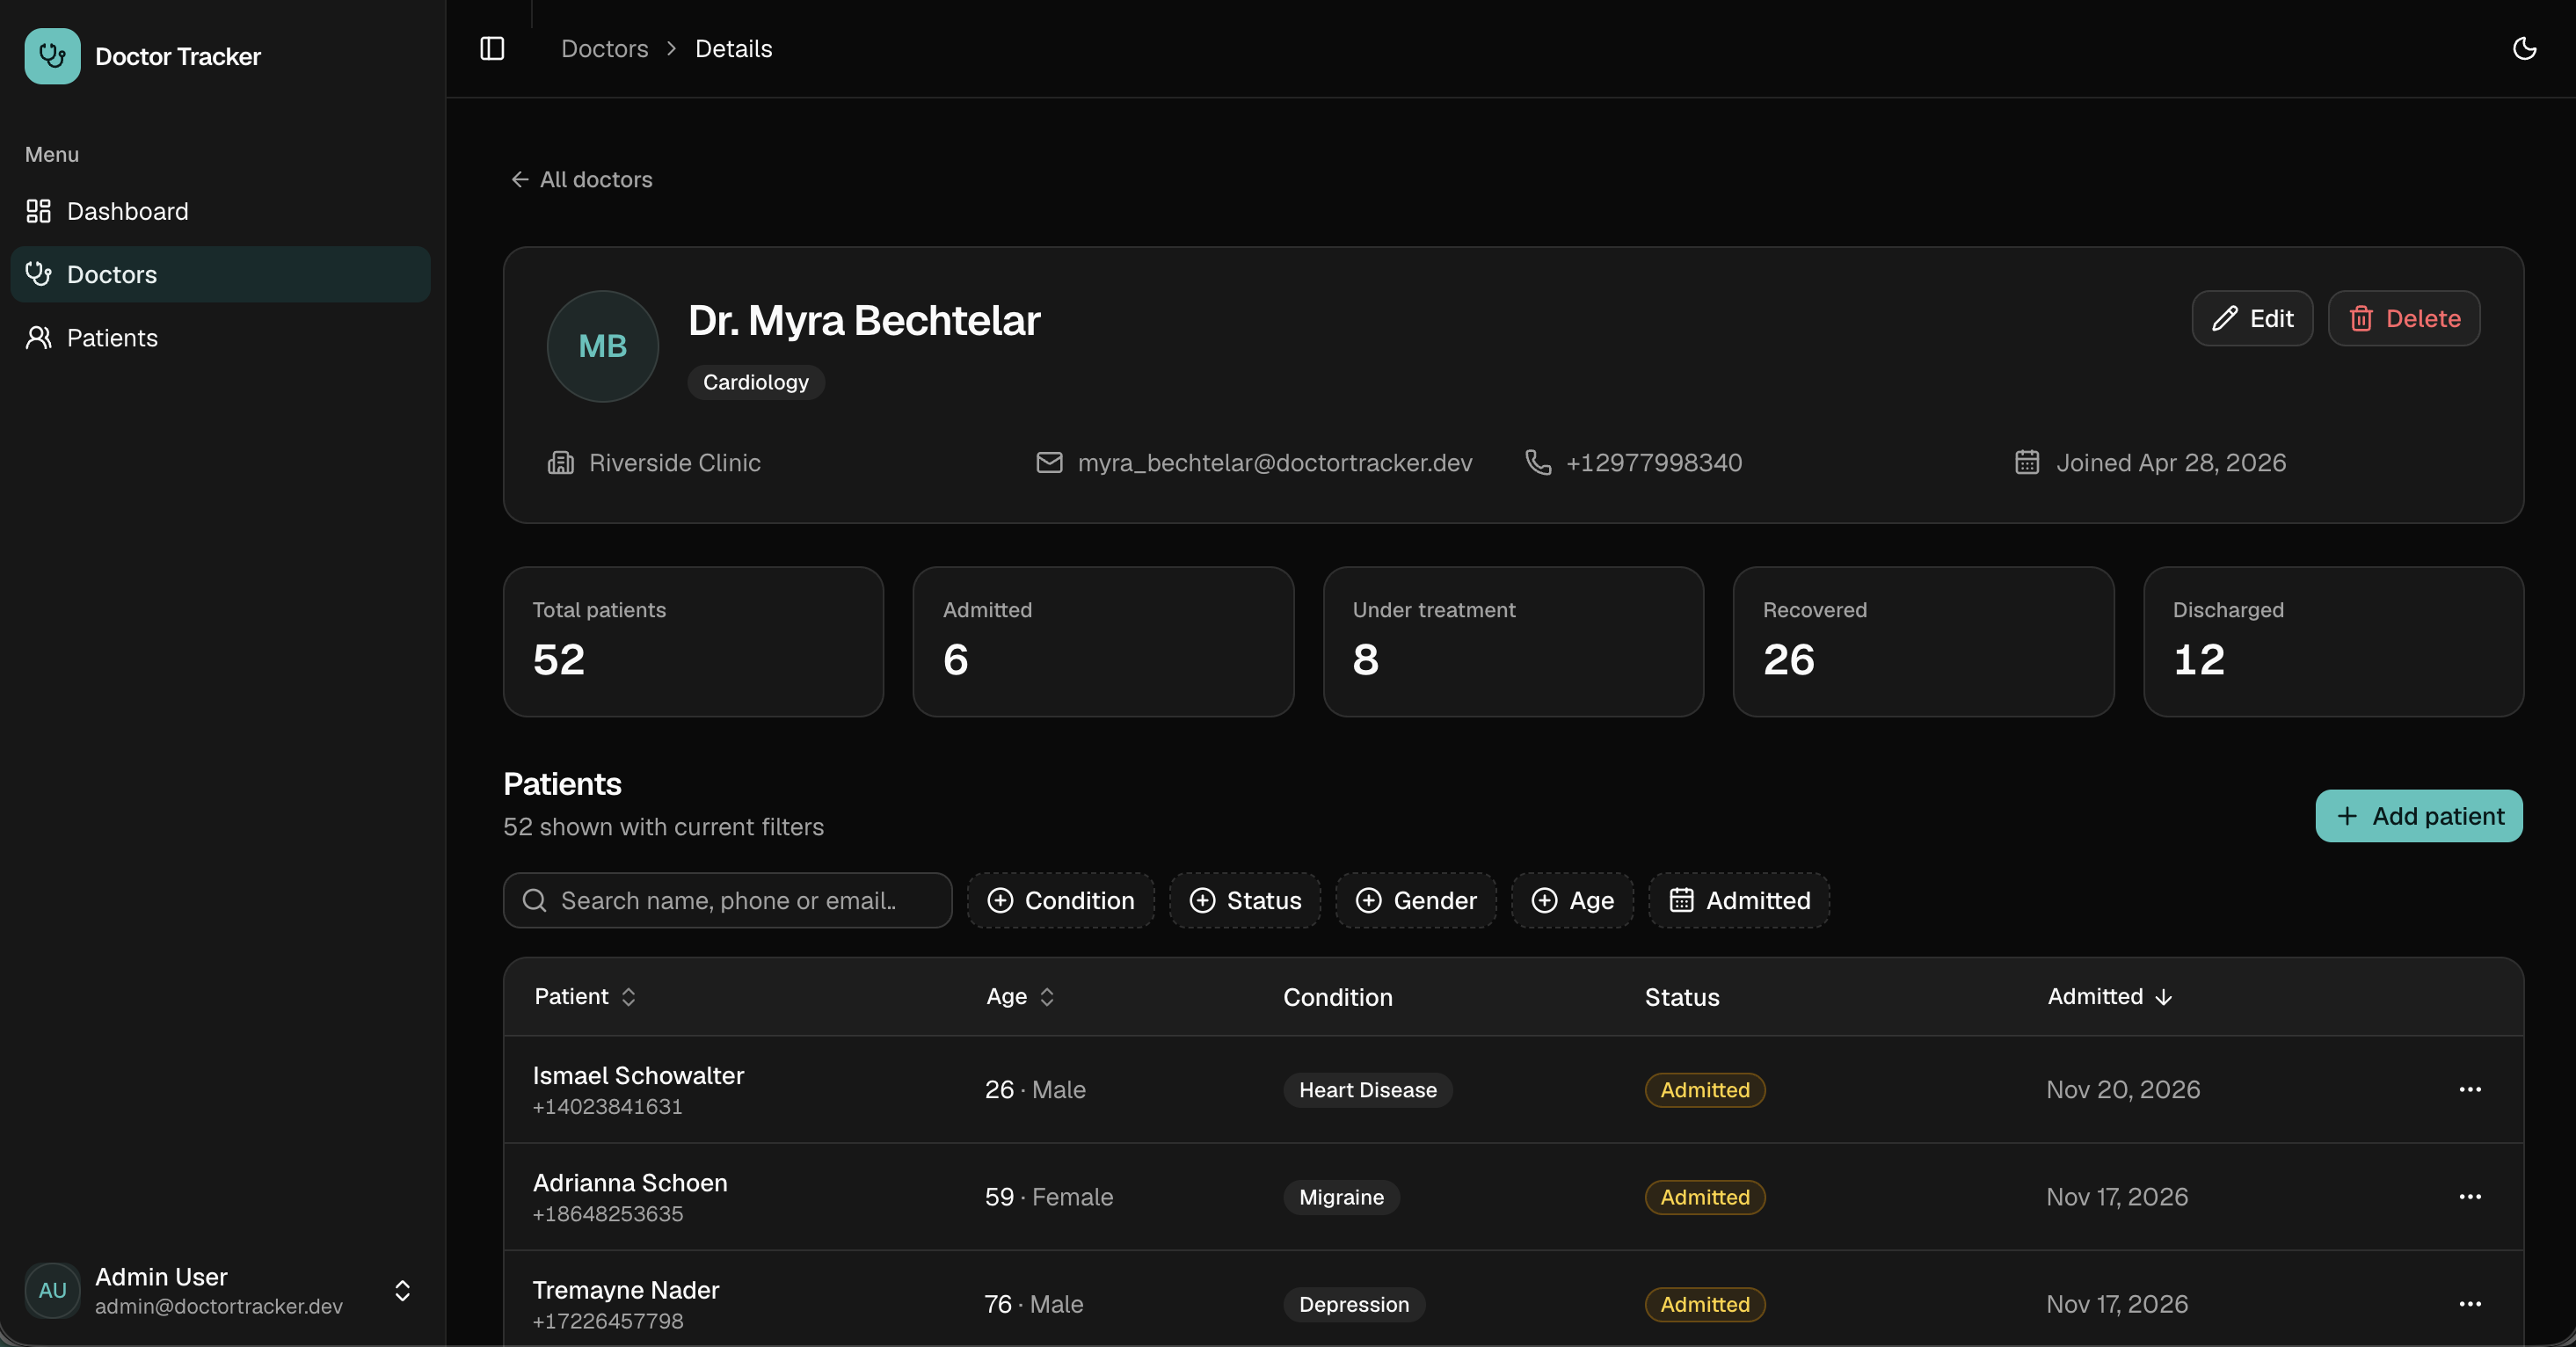 Doctor Tracker
Menu
Dashboard
Doctors
Patients
AU
Admin User
admin@doctortracker.dev
Doctors > Details
← All doctors
MB
Dr. Myra Bechtelar
Cardiology
Edit
Delete
Riverside Clinic
myra_bechtelar@doctortracker.dev
+12977998340
Joined Apr 28, 2026
Total patients
52
Admitted
6
Under treatment
8
Recovered
26
Discharged
12
Patients
52 shown with current filters
+ Add patient
Search name, phone or email..
Condition
Status
Gender
Age
Admitted
Patient Age Condition Status Admitted ↓
Ismael Schowalter
+14023841631
26 · Male
Heart Disease
Admitted
Nov 20, 2026
Adrianna Schoen
+18648253635
59 · Female
Migraine
Admitted
Nov 17, 2026
Tremayne Nader
+17226457798
76 · Male
Depression
Admitted
Nov 17, 2026